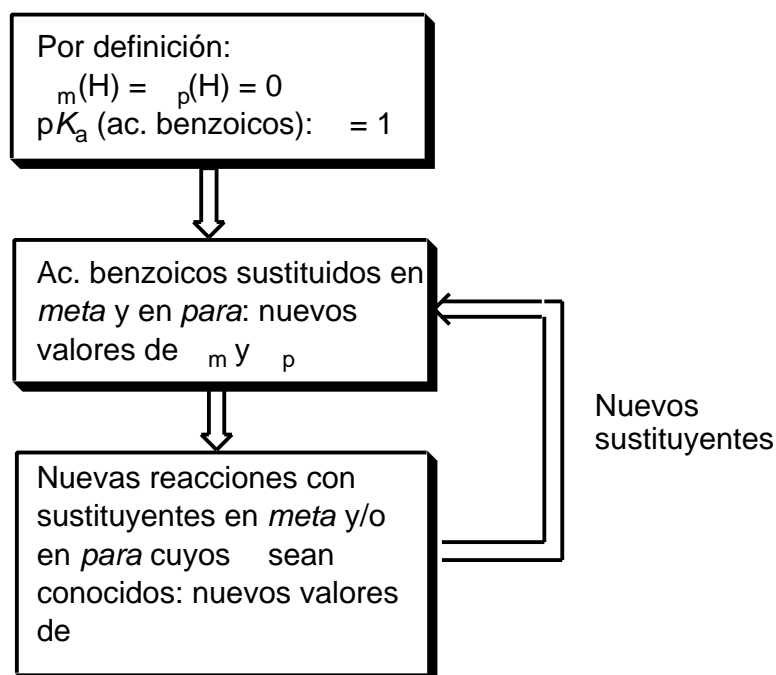 Por definición:
m(H) = p(H) = 0
pKa (ac. benzoicos): = 1
Ac. benzoicos sustituidos en
meta y en para: nuevos
valores de m y p
Nuevas reacciones con
sustituyentes en meta y/o
en para cuyos sean
conocidos: nuevos valores
de
Nuevos
sustituyentes